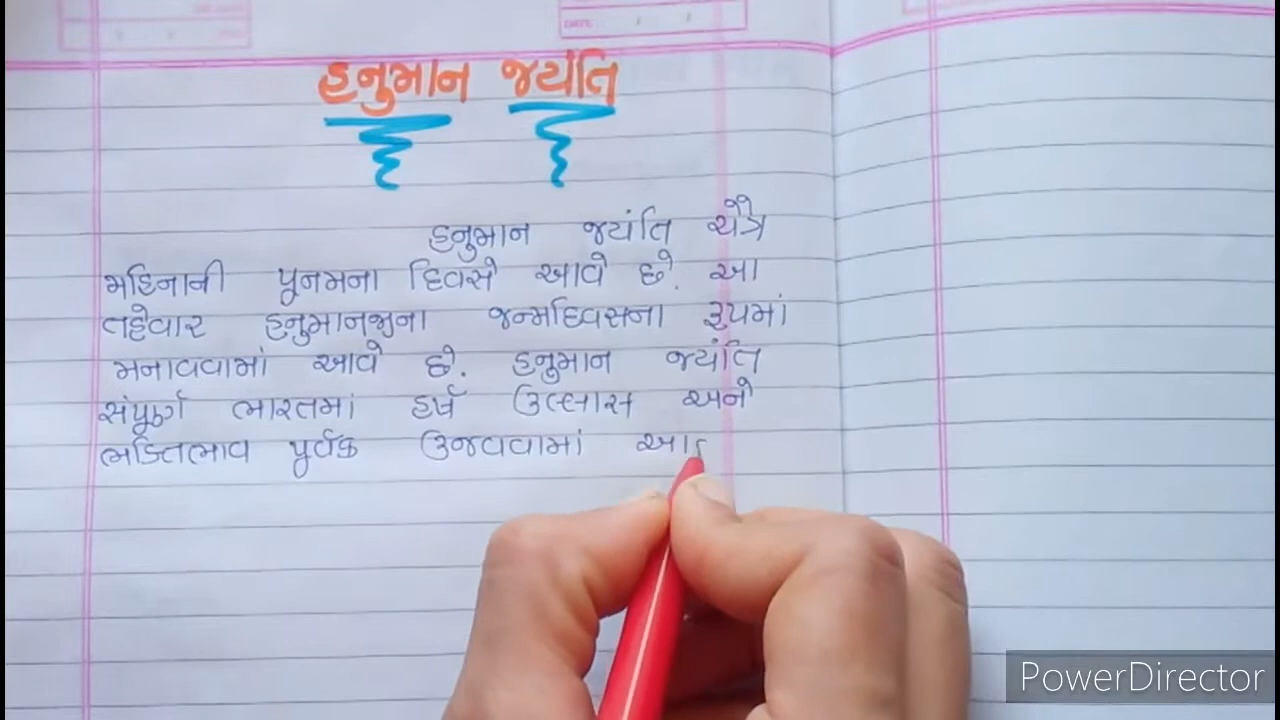 DATE
હનુમાન જયંતિ
હનુમાન જયંતિ ચૈત્ર
મહિનાની પૂનમના દિવસે આવે છે. આ
તહેવાર હનુમાનજીના જન્મદિવસના રૂપમાં
મનાવવામાં આવે છે. હનુમાન જયંતિ
સંપૂર્ણ ભારતમાં હર્ષ ઉલ્લાસ અને
ભક્તિભાવ પૂર્વક ઉજવવામાં આ
PowerDirector